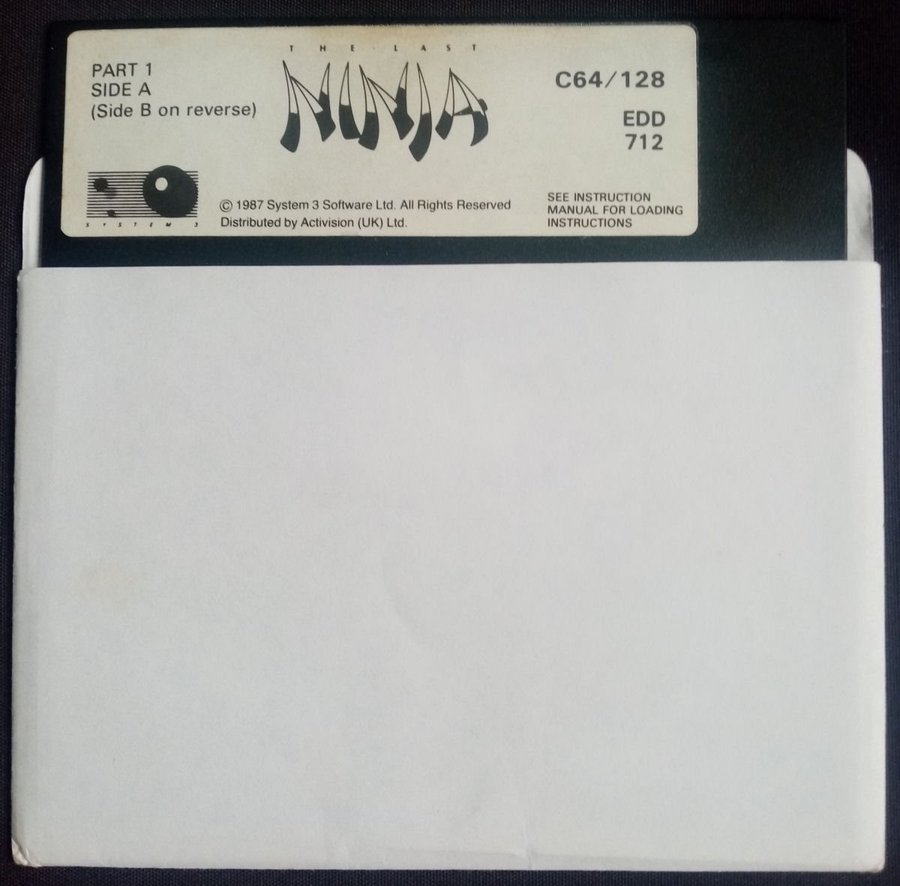 THE LAST
NINJA
PART 1
SIDE A
(Side B on reverse)
C64/128
EDD
712
SYSTEM 3
© 1987 System 3 Software Ltd. All Rights Reserved
Distributed by Activision (UK) Ltd.
SEE INSTRUCTION
MANUAL FOR LOADING
INSTRUCTIONS